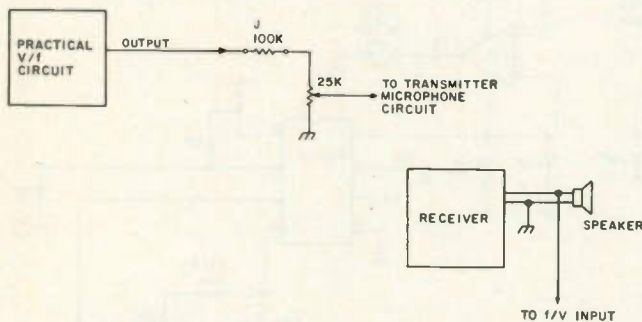 PRACTICAL
V/f
CIRCUIT
OUTPUT
J
100K
25K
TO TRANSMITTER
MICROPHONE
CIRCUIT
RECEIVER
SPEAKER
TO f/V INPUT